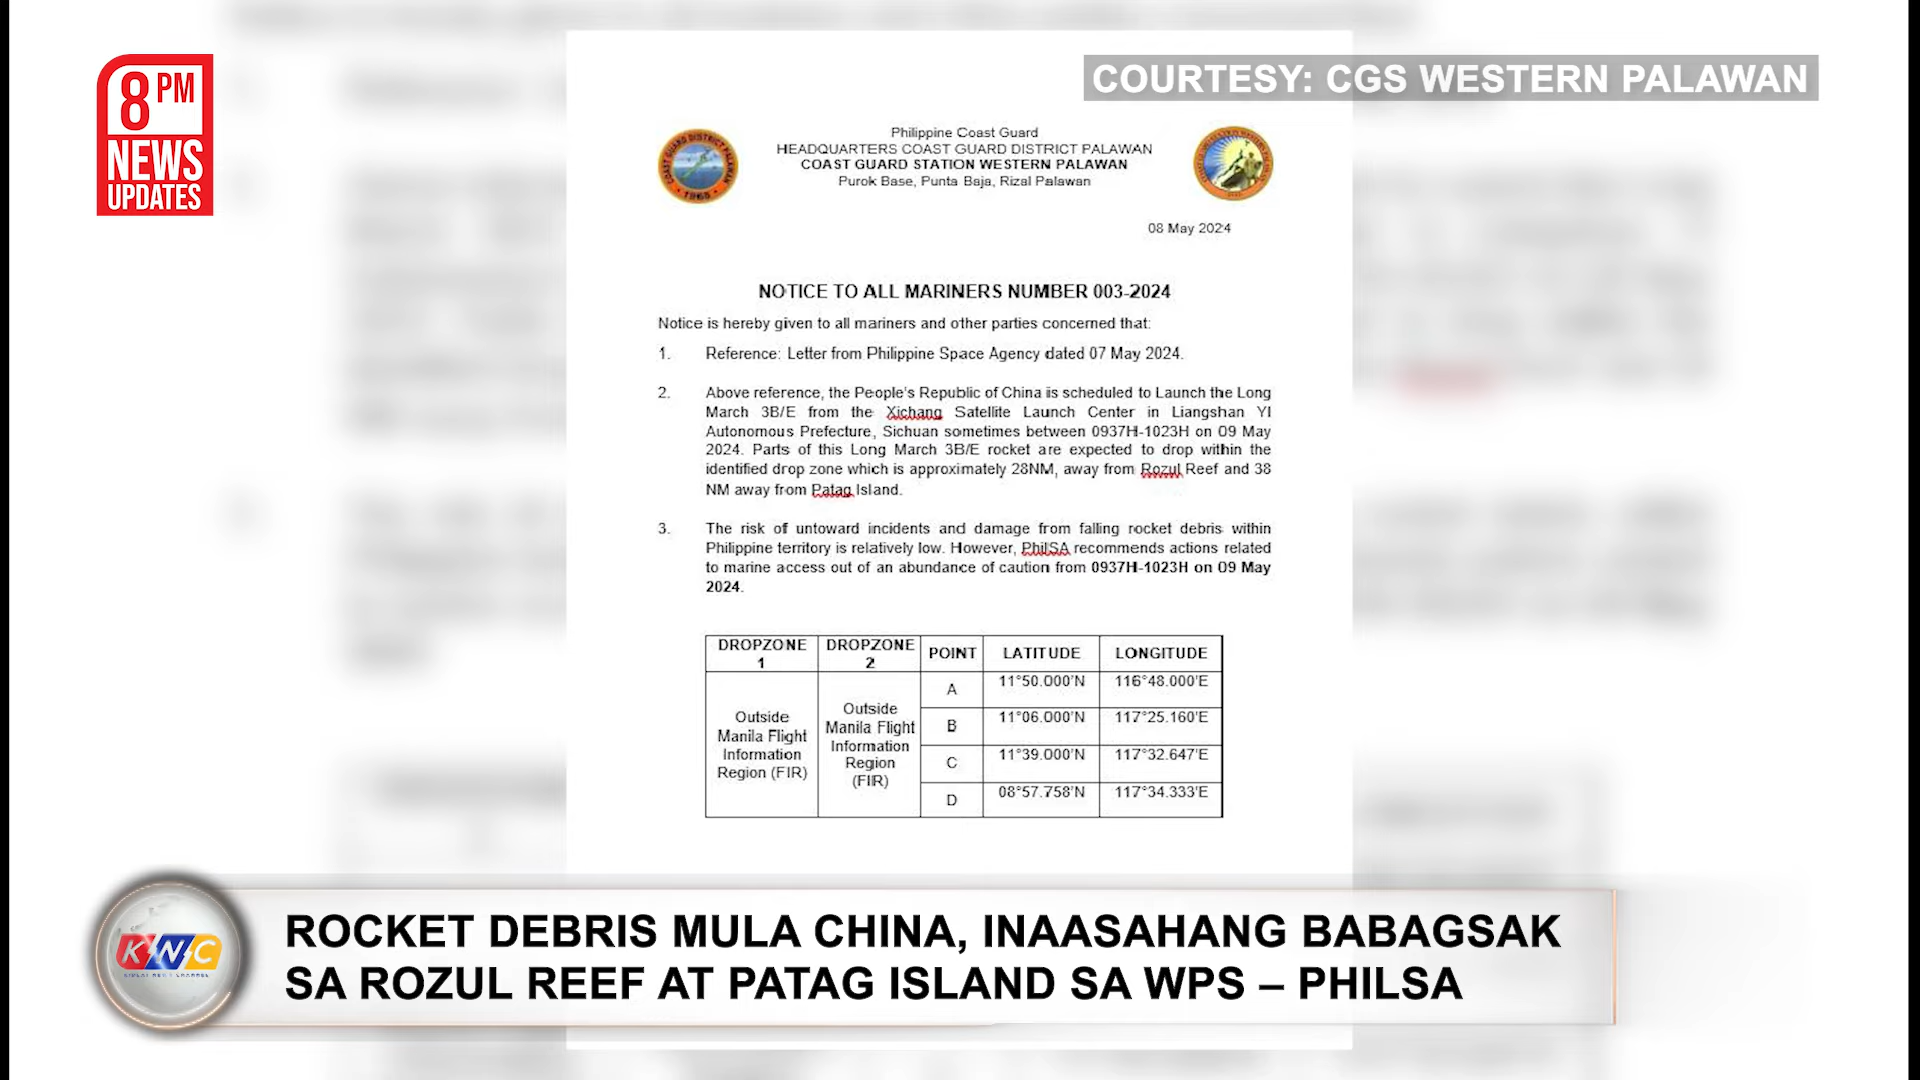 8 PM
NEWS
UPDATES
COURTESY: CGS WESTERN PALAWAN
Philippine Coast Guard
HEADQUARTERS COAST GUARD DISTRICT PALAWAN
COAST GUARD STATION WESTERN PALAWAN
Purok Base, Punta Baja, Rizal Palawan
COAST GUARD DISTRICT PALAWAN
08 May 2024
NOTICE TO ALL MARINERS NUMBER 003-2024
Notice is hereby given to all mariners and other parties concerned that:
1. Reference: Letter from Philippine Space Agency dated 07 May 2024.
2. Above reference, the People's Republic of China is scheduled to Launch the Long
March 3B/E from the Xichang Satellite Launch Center in Liangshan YI
Autonomous Prefecture, Sichuan sometimes between 0937H-1023H on 09 May
2024. Parts of this Long March 3B/E rocket are expected to drop within the
identified drop zone which is approximately 28NM, away from Rozul Reef and 38
NM away from Patag Island.
3. The risk of untoward incidents and damage from falling rocket debris within
Philippine territory is relatively low. However, PhilSA recommends actions related
to marine access out of an abundance of caution from 0937H-1023H on 09 May
2024.
DROPZONE 1 DROPZONE 2 POINT LATITUDE LONGITUDE
Outside Manila Flight Information Region (FIR) Outside Manila Flight Information Region (FIR)
A 11°50.000'N 116°48.000'E
B 11°06.000'N 117°25.160'E
C 11°39.000'N 117°32.647'E
D 08°57.758'N 117°34.333'E
KNC
ROCKET DEBRIS MULA CHINA, INAASAHANG BABAGSAK
SA ROZUL REEF AT PATAG ISLAND SA WPS – PHILSA